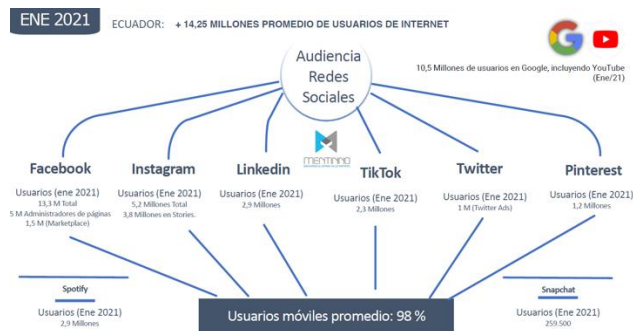 ENE 2021
ECUADOR: + 14,25 MILLONES PROMEDIO DE USUARIOS DE INTERNET
10,5 Millones de usuarios en Google, incluyendo YouTube
(Ene/21)
Audiencia
Redes
Sociales
MENTINNO
Facebook
Usuarios (ene 2021)
13,3 M Total
5 M Administradores de páginas
1,5 M (Marketplace)
Instagram
Usuarios (Ene 2021)
5,2 Millones Total
3,8 Millones en Stories.
Linkedin
Usuarios (Ene 2021)
2,9 Millones
TikTok
Usuarios (Ene 2021)
2,3 Millones
Twitter
Usuarios (Ene 2021)
1 M (Twitter Ads)
Pinterest
Usuarios (Ene 2021)
1,2 Millones
Spotify
Usuarios (Ene 2021)
2,9 Millones
Usuarios móviles promedio: 98 %
Snapchat
Usuarios (Ene 2021)
259.500